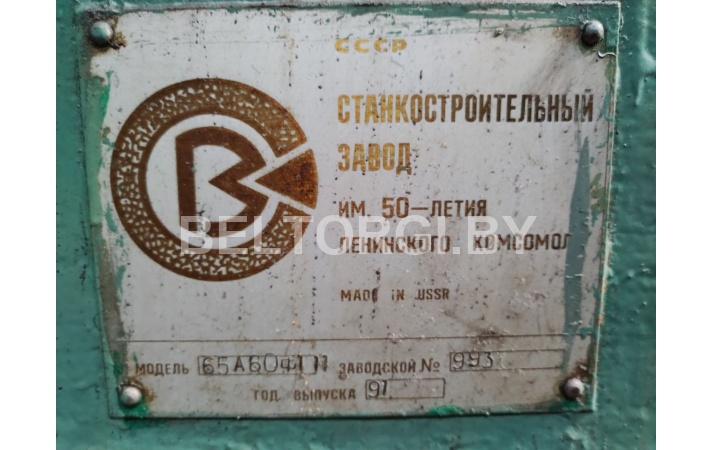 СССР
СТАНКОСТРОИТЕЛЬНЫЙ
ЗАВОД
ИМ. 50-ЛЕТИЯ
ЛЕНИНСКОГО КОМСОМОЛ
BELTORGI.BY
MADE IN USSR
МОДЕЛЬ 65А60Ф1-11 ЗАВОДСКОЙ № 993
ГОД ВЫПУСКА 91